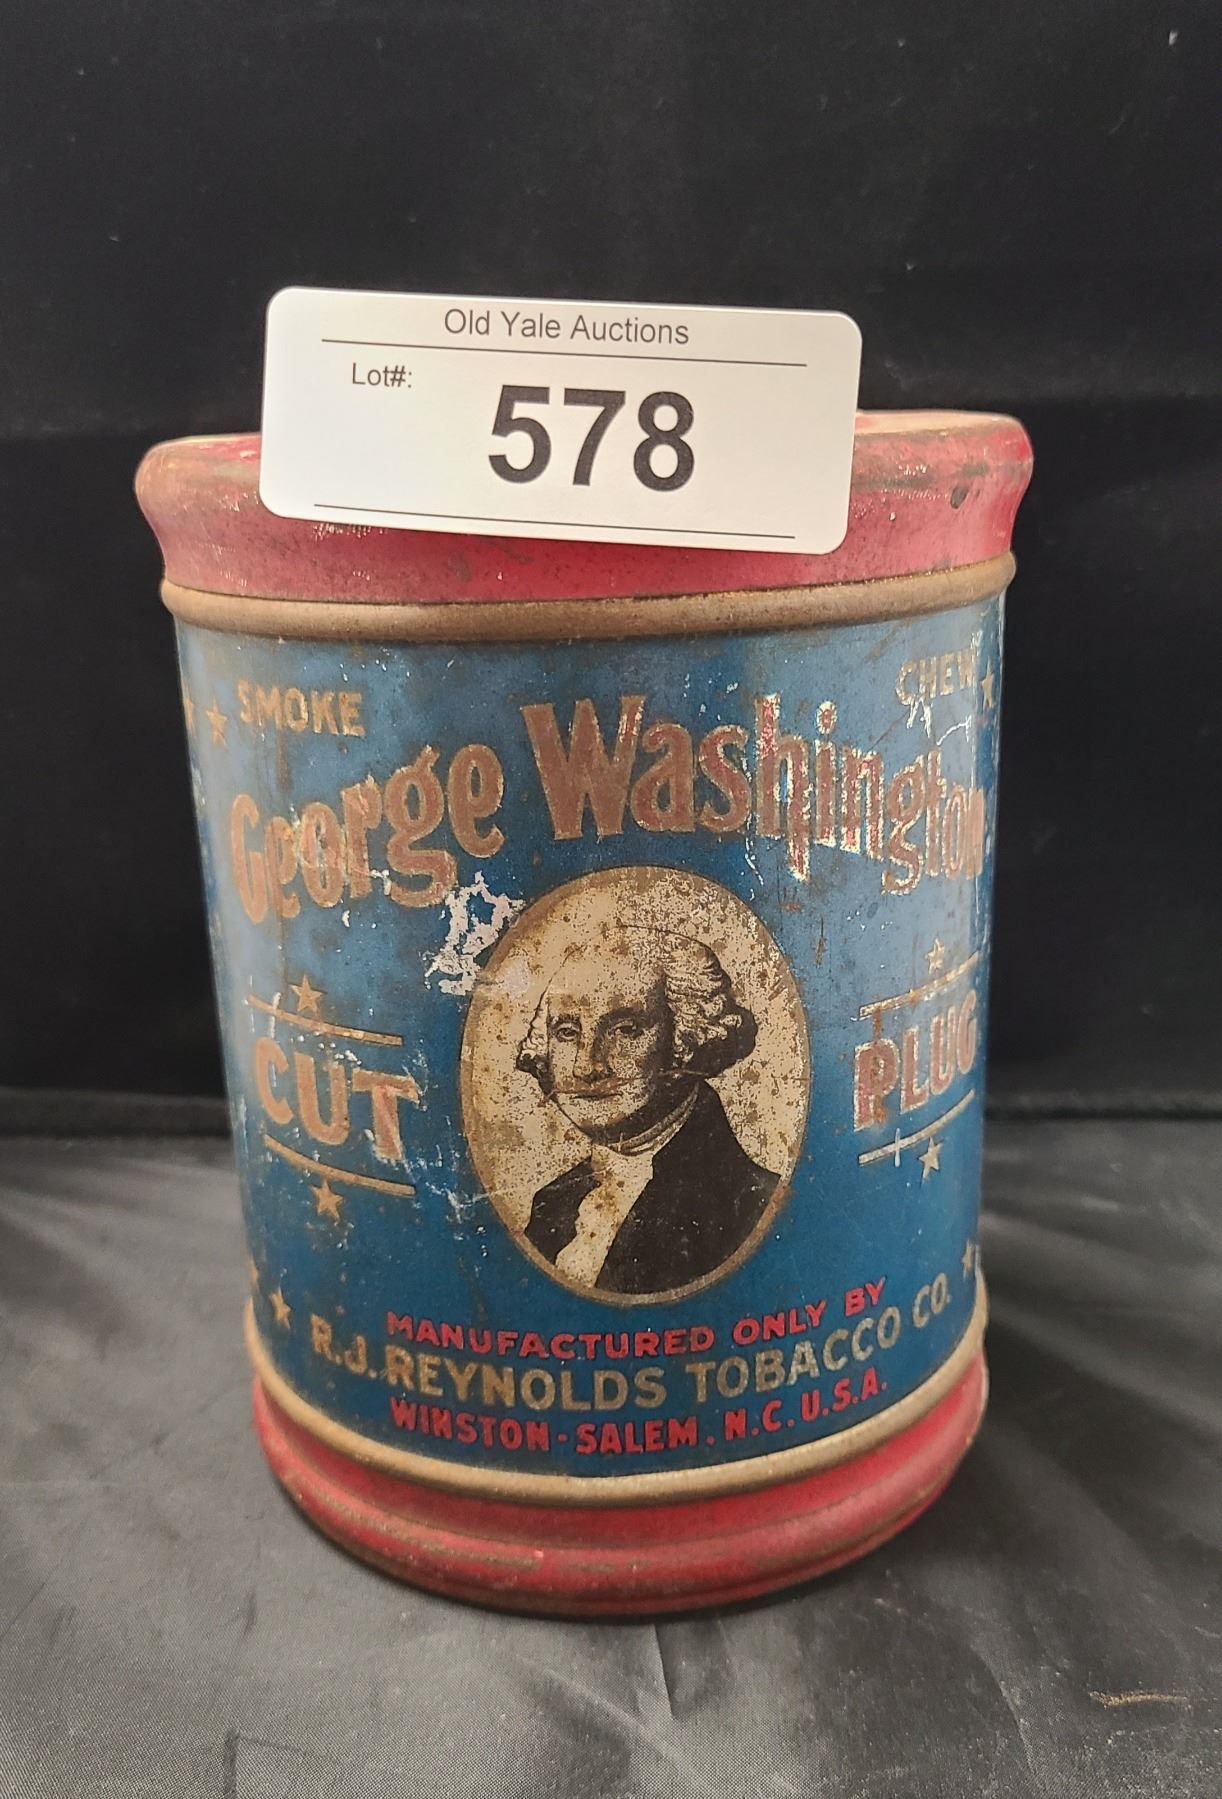 Old Yale Auctions
Lot#:
578
SMOKE
CHEW
George Washington
CUT
PLUG
MANUFACTURED ONLY BY
R.J. REYNOLDS TOBACCO CO.
WINSTON-SALEM. N.C. U.S.A.